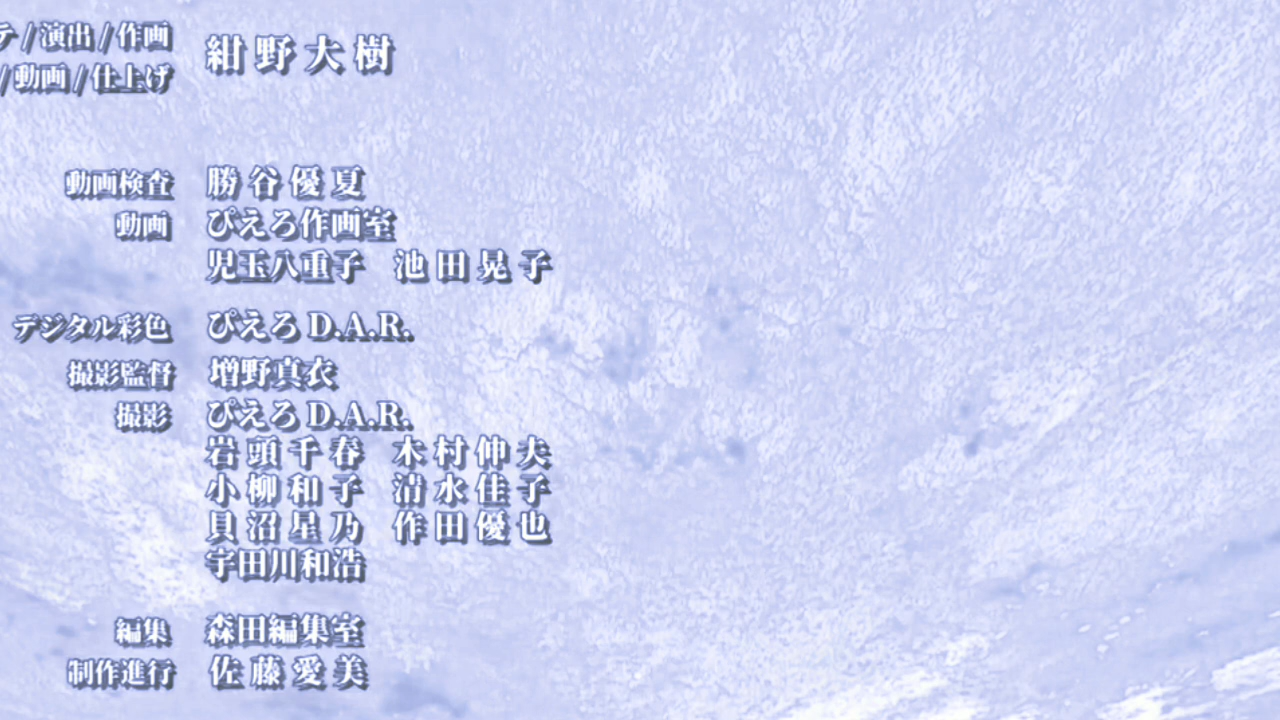 テ / 演出 / 作画
/ 動画 / 仕上げ
紺野大樹
動画検査 勝谷優夏
動画 ぴえろ作画室
児玉八重子 池田晃子
デジタル彩色 ぴえろ D.A.R.
撮影監督 増野真衣
撮影 ぴえろ D.A.R.
岩頭千春 木村伸夫
小柳和子 清水佳子
貝沼星乃 作田優也
宇田川和浩
編集 森田編集室
制作進行 佐藤愛美